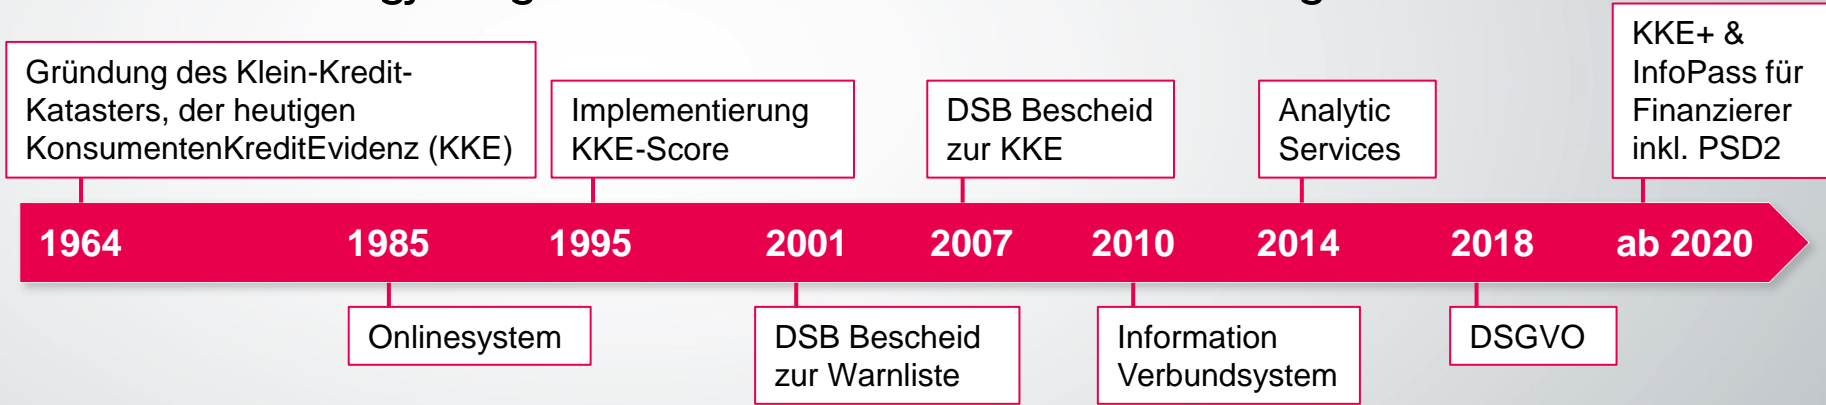 Gründung des Klein-Kredit-
Katasters, der heutigen
KonsumentenKreditEvidenz (KKE)
Implementierung
KKE-Score
DSB Bescheid
zur KKE
Analytic
Services
KKE+ &
InfoPass für
Finanzierer
inkl. PSD2
1964 1985 1995 2001 2007 2010 2014 2018 ab 2020
Onlinesystem
DSB Bescheid
zur Warnliste
Information
Verbundsystem
DSGVO